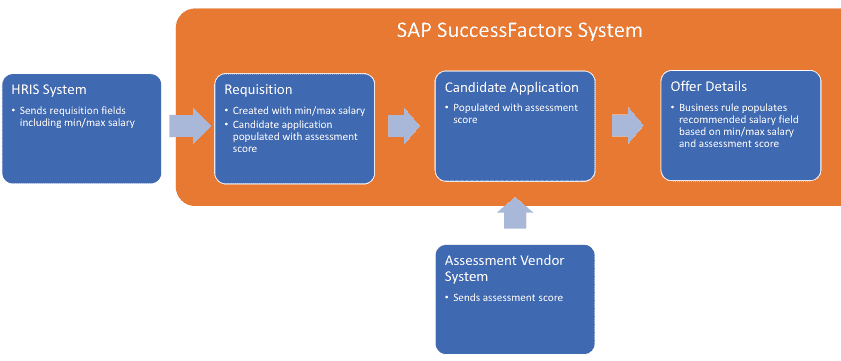 SAP SuccessFactors System
HRIS System
• Sends requisition fields
including min/max salary
Requisition
• Created with min/max salary
• Candidate application
populated with assessment
score
Candidate Application
• Populated with assessment
score
Offer Details
• Business rule populates
recommended salary field
based on min/max salary
and assessment score
Assessment Vendor
System
• Sends assessment score